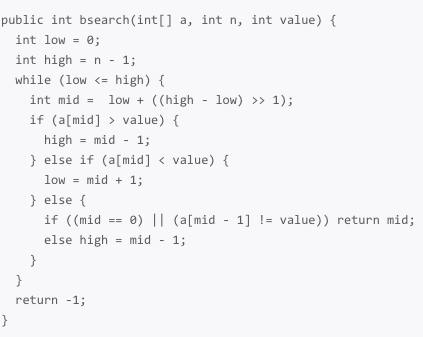 public int bsearch(int[] a, int n, int value) {
  int low = 0;
  int high = n - 1;
  while (low <= high) {
    int mid =  low + ((high - low) >> 1);
    if (a[mid] > value) {
      high = mid - 1;
    } else if (a[mid] < value) {
      low = mid + 1;
    } else {
      if ((mid == 0) || (a[mid - 1] != value)) return mid;
      else high = mid - 1;
    }
  }
  return -1;
}